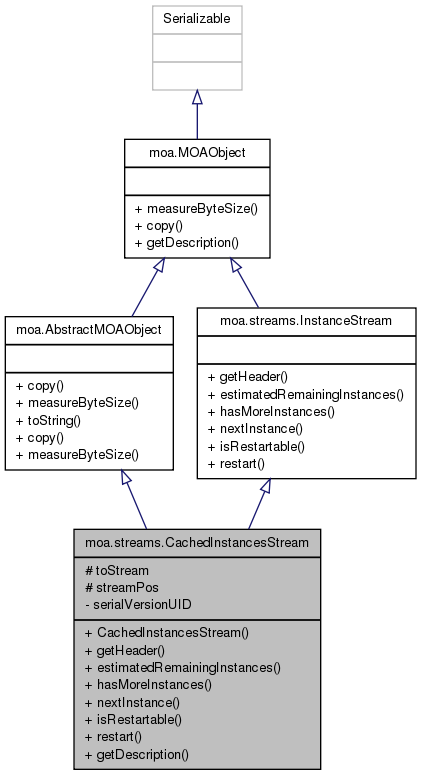 Serializable
moa.MOAObject
+ measureByteSize()
+ copy()
+ getDescription()
moa.AbstractMOAObject
+ copy()
+ measureByteSize()
+ toString()
+ copy()
+ measureByteSize()
moa.streams.InstanceStream
+ getHeader()
+ estimatedRemainingInstances()
+ hasMoreInstances()
+ nextInstance()
+ isRestartable()
+ restart()
moa.streams.CachedInstancesStream
# toStream
# streamPos
- serialVersionUID
+ CachedInstancesStream()
+ getHeader()
+ estimatedRemainingInstances()
+ hasMoreInstances()
+ nextInstance()
+ isRestartable()
+ restart()
+ getDescription()